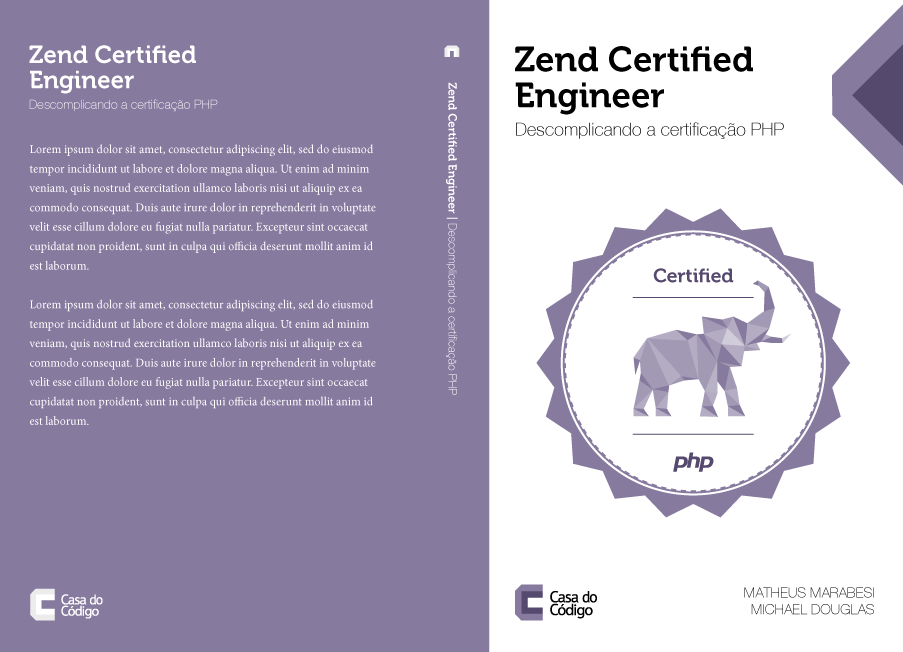 Zend Certified
Engineer
Descomplicando a certificação PHP
Lorem ipsum dolor sit amet, consectetur adipiscing elit, sed do eiusmod
tempor incididunt ut labore et dolore magna aliqua. Ut enim ad minim
veniam, quis nostrud exercitation ullamco laboris nisi ut aliquip ex ea
commodo consequat. Duis aute irure dolor in reprehenderit in voluptate
velit esse cillum dolore eu fugiat nulla pariatur. Excepteur sint occaecat
cupidatat non proident, sunt in culpa qui officia deserunt mollit anim id
est laborum.
Lorem ipsum dolor sit amet, consectetur adipiscing elit, sed do eiusmod
tempor incididunt ut labore et dolore magna aliqua. Ut enim ad minim
veniam, quis nostrud exercitation ullamco laboris nisi ut aliquip ex ea
commodo consequat. Duis aute irure dolor in reprehenderit in voluptate
velit esse cillum dolore eu fugiat nulla pariatur. Excepteur sint occaecat
cupidatat non proident, sunt in culpa qui officia deserunt mollit anim id
est laborum.
Casa do
Código
Zend Certified Engineer | Descomplicando a certificação PHP
Zend Certified
Engineer
Descomplicando a certificação PHP
Certified
php
Casa do
Código
MATHEUS MARABESI
MICHAEL DOUGLAS